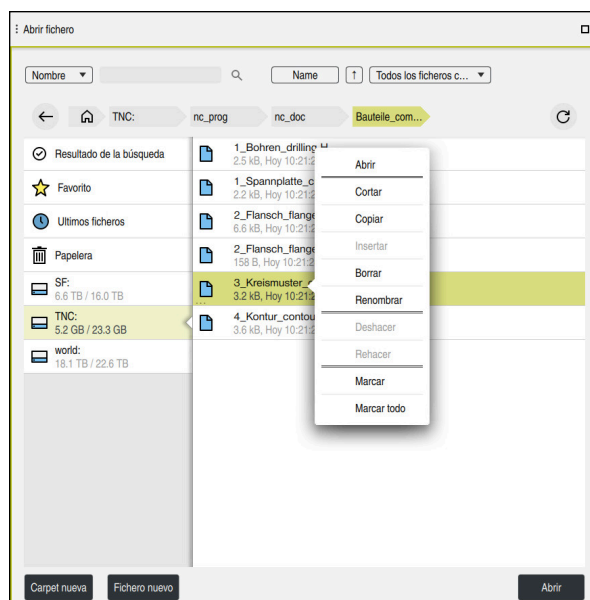 Abrir fichero
Nombre
Name
Todos los ficheros c...
TNC:
nc_prog
nc_doc
Bauteile_com...
Resultado de la búsqueda
Favorito
Ultimos ficheros
Papelera
SF:
6.6 TB / 16.0 TB
TNC:
5.2 GB / 23.3 GB
world:
18.1 TB / 22.6 TB
1_Bohren_drilling.H
2.5 kB, Hoy 10:21:2
1_Spannplatte_c
2.2 kB, Hoy 10:21:2
2_Flansch_flange
6.6 kB, Hoy 10:21:2
2_Flansch_flange
158 B, Hoy 10:21:2
3_Kreismuster_
3.2 kB, Hoy 10:21:2
4_Kontur_contou
3.6 kB, Hoy 10:21:2
Abrir
Cortar
Copiar
Insertar
Borrar
Renombrar
Deshacer
Rehacer
Marcar
Marcar todo
Carpet nueva
Fichero nuevo
Abrir